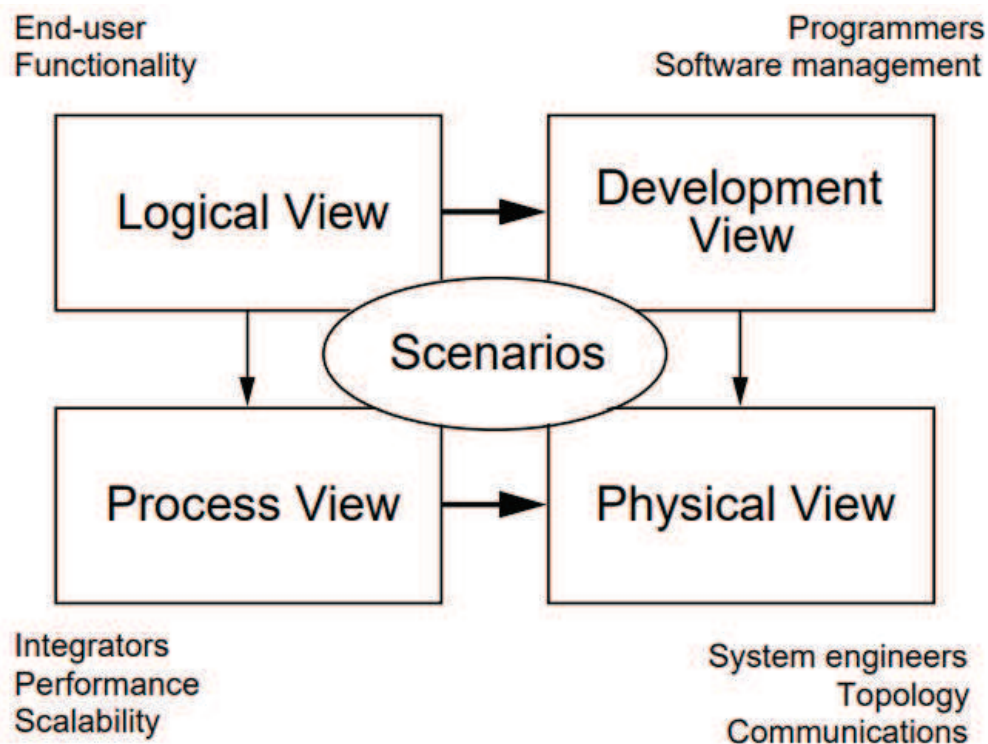 End-user
Functionality
Programmers
Software management
Logical View
Development
View
Scenarios
Process View
Physical View
Integrators
Performance
Scalability
System engineers
Topology
Communications